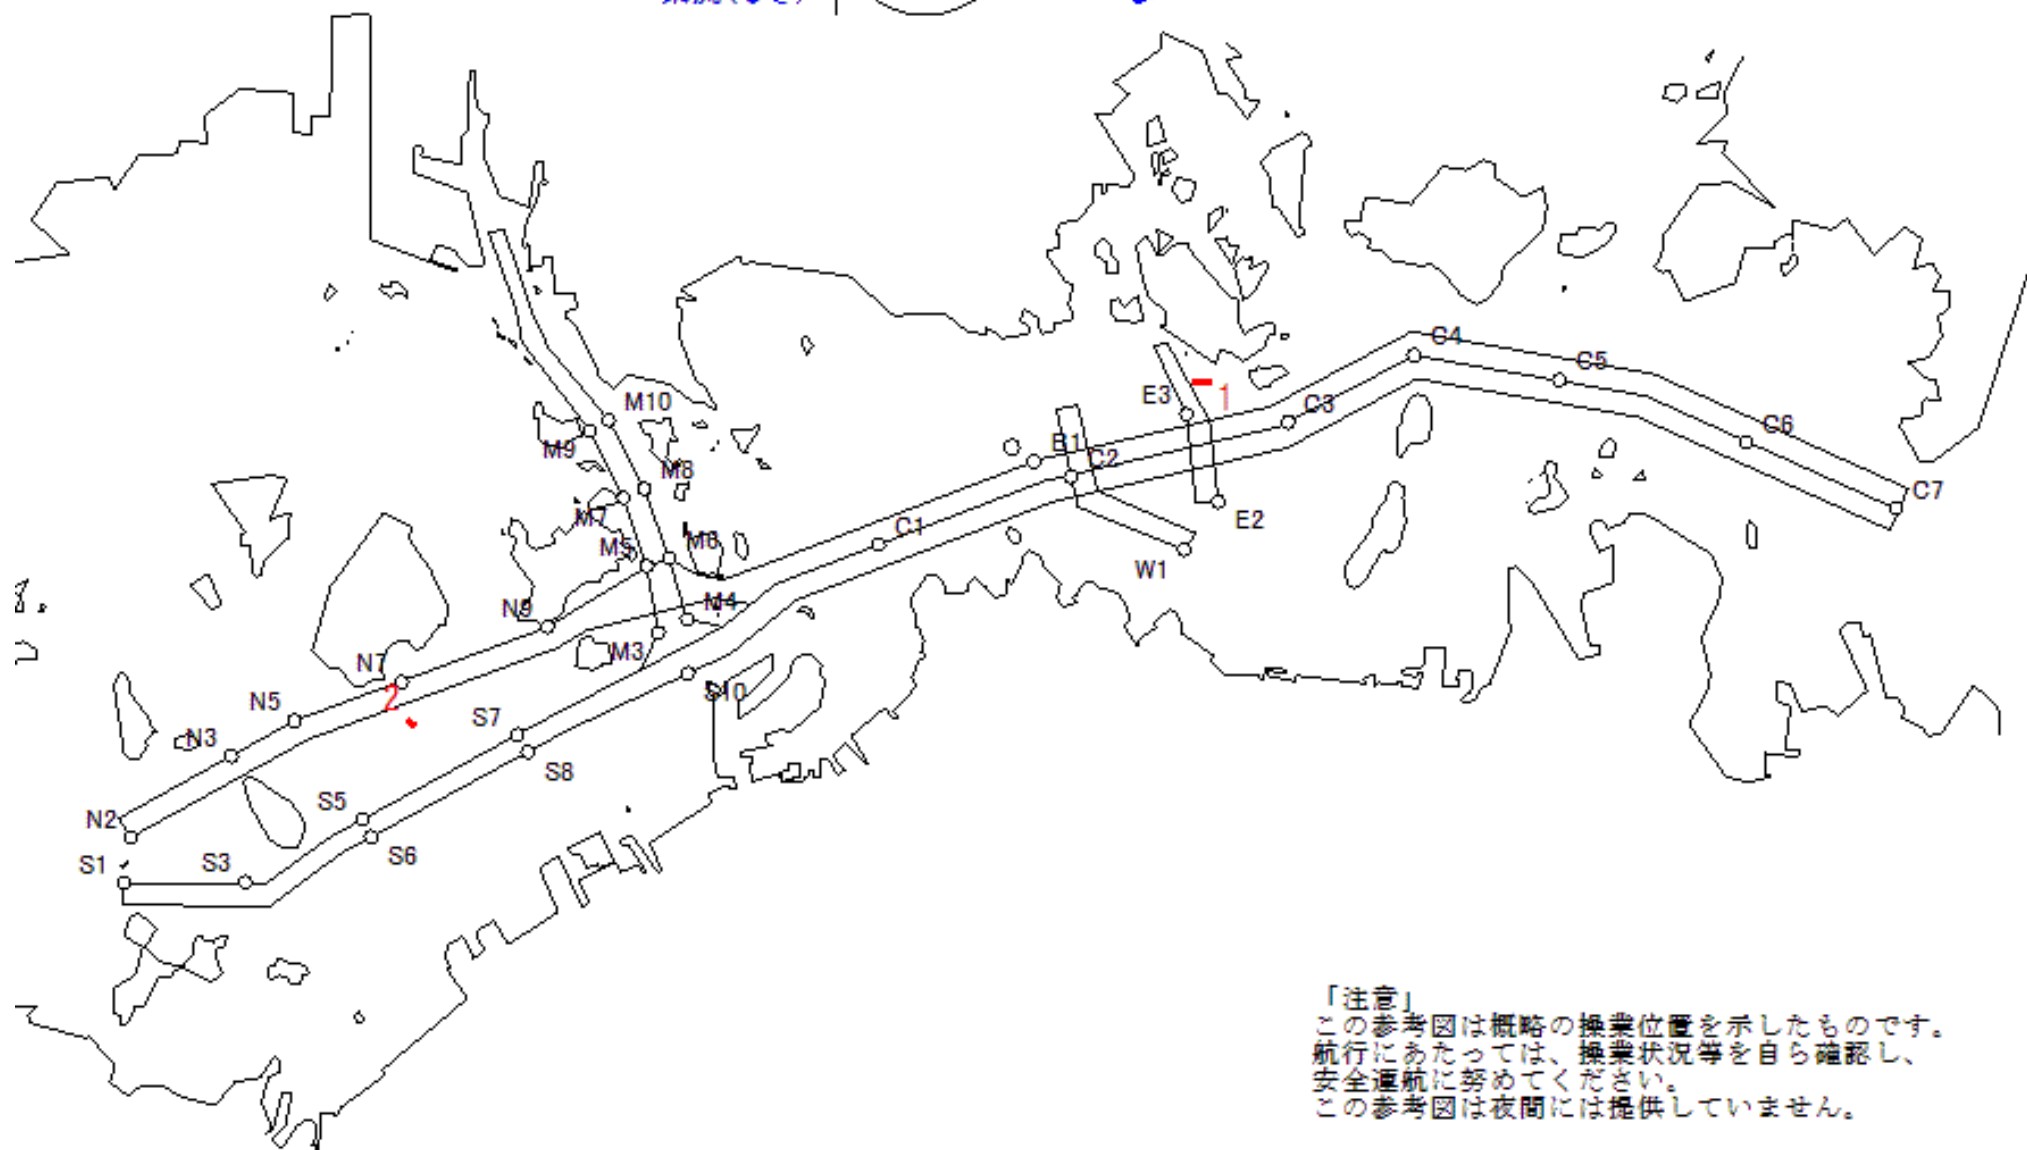 C4
C5
M10
E3
1
C3
M9
B1
C6
M8
C2
C7
M7
E2
C1
M5
M6
W1
N9
M4
M3
N7
2
S10
N5
S7
N3
S8
S5
N2
S6
S1
S3
「注意」
この参考図は概略の操業位置を示したものです。
航行にあたっては、操業状況等を自ら確認し、
安全運航に努めてください。
この参考図は夜間には提供していません。